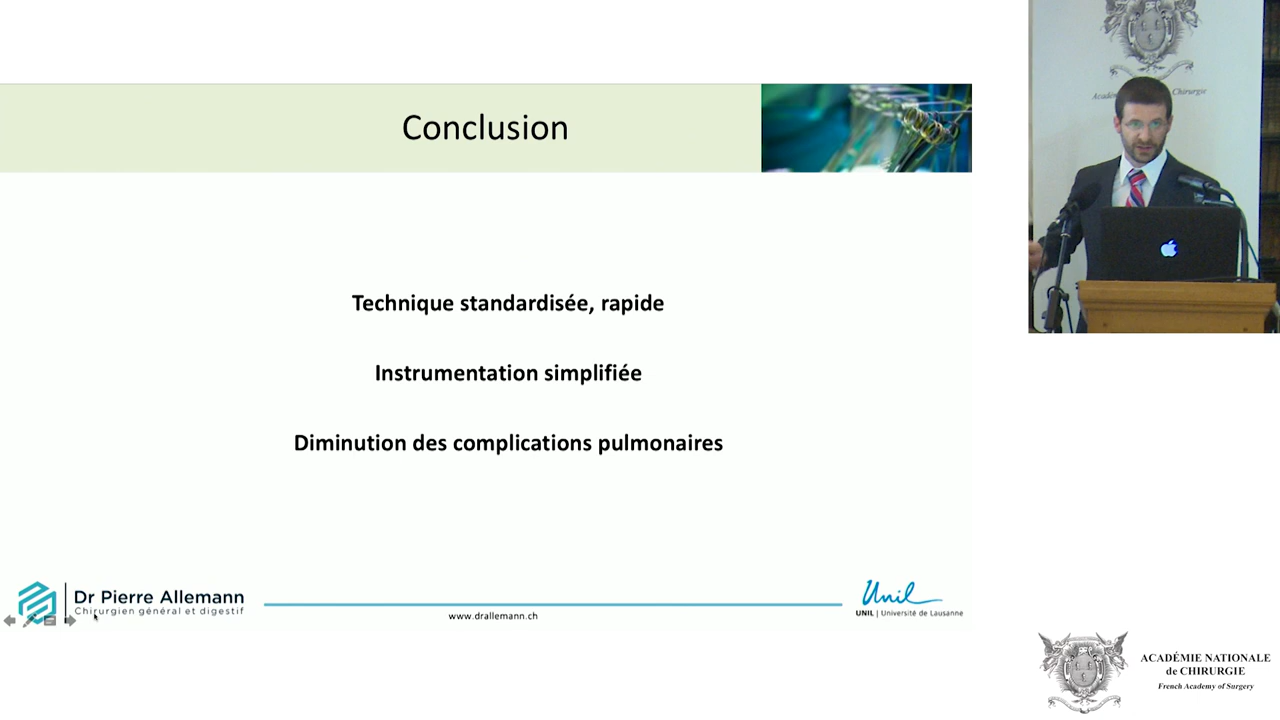 Conclusion
Technique standardisée, rapide
Instrumentation simplifiée
Diminution des complications pulmonaires
Dr Pierre Allemann
Chirurgien général et digestif
www.drallemann.ch
Unil
UNIL | Université de Lausanne
Chirurgie
ACADÉMIE NATIONALE
de CHIRURGIE
French Academy of Surgery